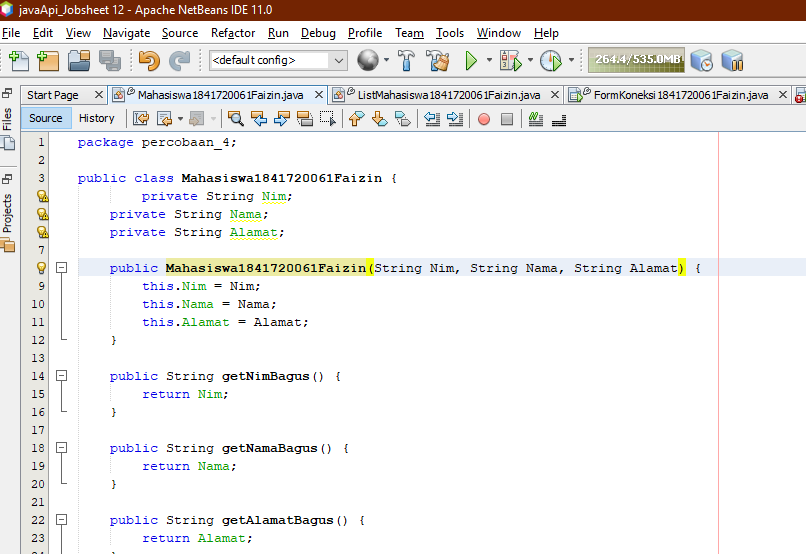 javaApi_Jobsheet 12 - Apache NetBeans IDE 11.0
File Edit View Navigate Source Refactor Run Debug Profile Team Tools Window Help
<default config> 264.4/535.0MB
Start Page Mahasiswa1841720061Faizin.java ListMahasiswa1841720061Faizin.java FormKoneksi1841720061Faizin.java
Source History
Files
Projects
1 package percobaan_4;
2
3 public class Mahasiswa1841720061Faizin {
private String Nim;
private String Nama;
private String Alamat;
7
public Mahasiswa1841720061Faizin(String Nim, String Nama, String Alamat) {
9 this.Nim = Nim;
10 this.Nama = Nama;
11 this.Alamat = Alamat;
12 }
13
14 public String getNimBagus() {
15 return Nim;
16 }
17
18 public String getNamaBagus() {
19 return Nama;
20 }
21
22 public String getAlamatBagus() {
23 return Alamat;